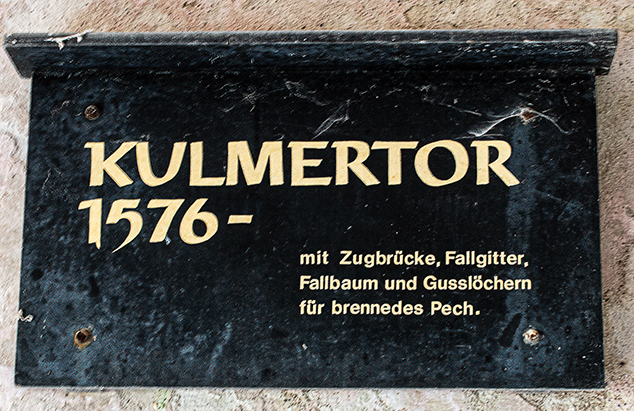 KULMERTOR
1576-
mit Zugbrücke, Fallgitter,
Fallbaum und Gusslöchern
für brennedes Pech.